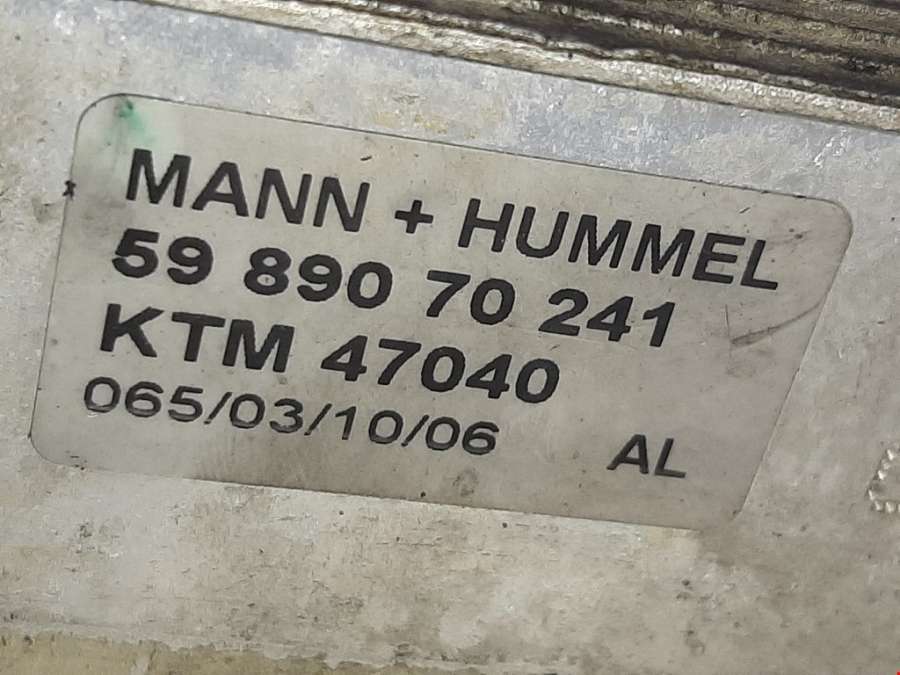 MANN + HUMMEL
59 890 70 241
KTM 47040
065/03/10/06 AL